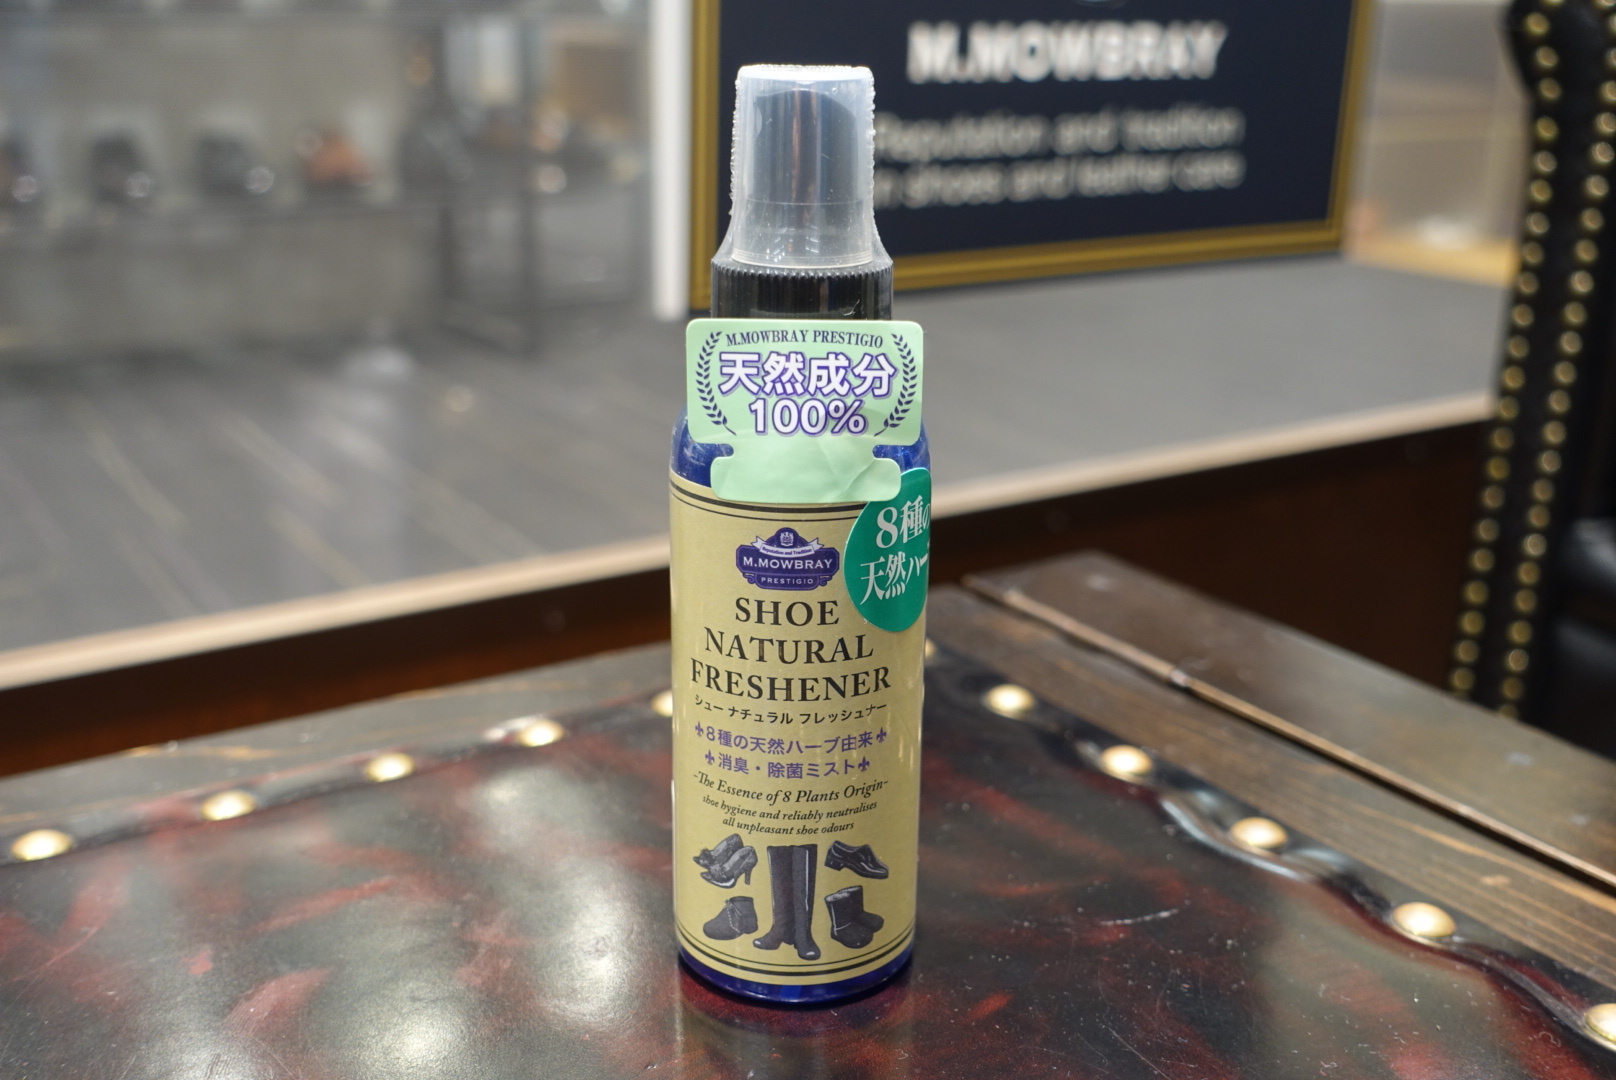 M.MOWBRAY
Reputation and tradition
in shoes and leather care
M.MOWBRAY PRESTIGIO
天然成分
100%
8種の
天然ハー
Reputation and Tradition
M.MOWBRAY
PRESTIGIO
SHOE
NATURAL
FRESHENER
シュー ナチュラル フレッシュナー
8種の天然ハーブ由来
消臭・除菌ミスト
-The Essence of 8 Plants Origin-
shoe hygiene and reliably neutralises
all unpleasant shoe odours